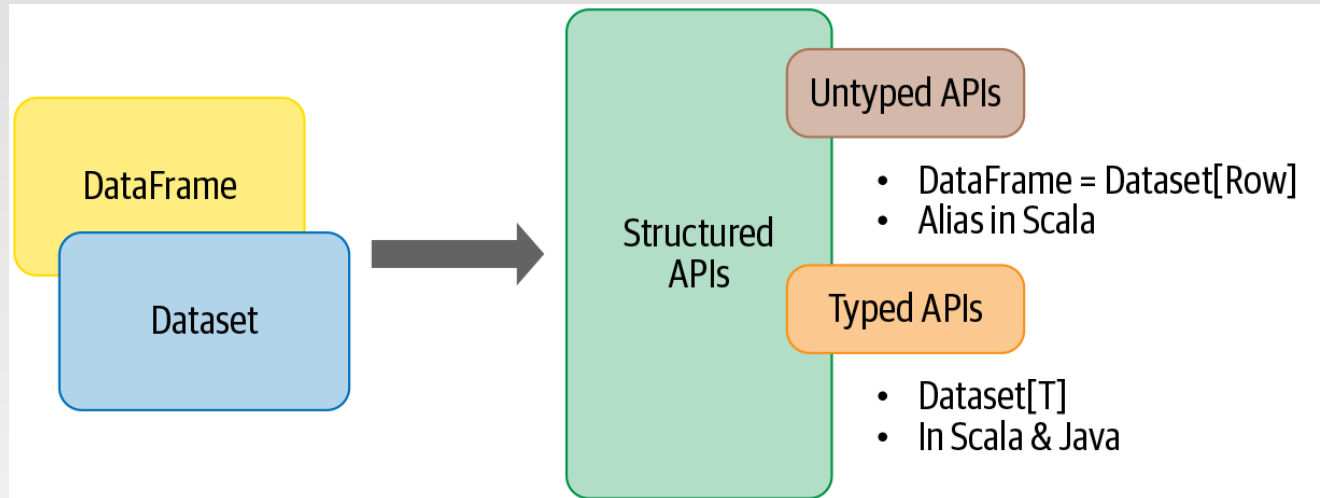 DataFrame
Dataset
Structured
APIs
Untyped APIs
• DataFrame = Dataset[Row]
• Alias in Scala
Typed APIs
• Dataset[T]
• In Scala & Java